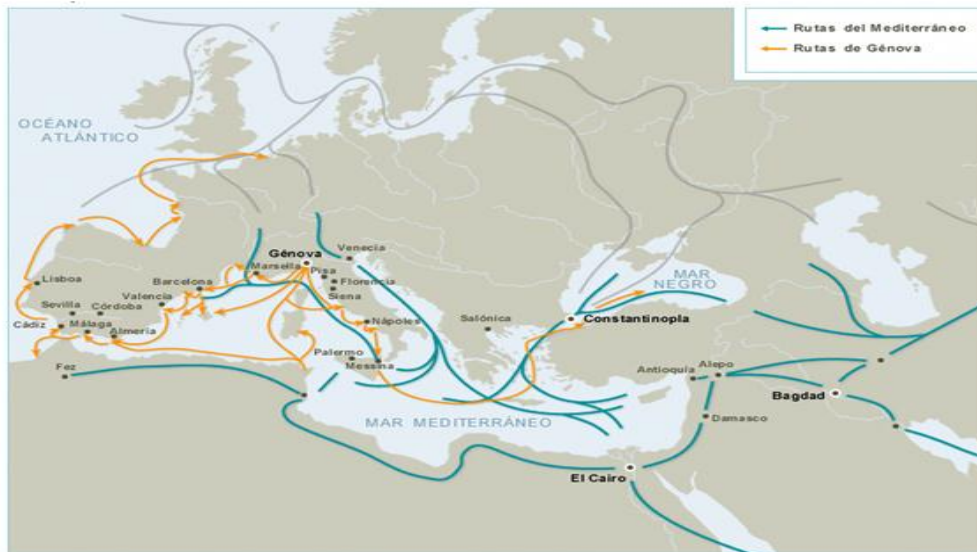 Rutas del Mediterráneo
Rutas de Génova
OCÉANO
ATLÁNTICO
Génova
Venecia
Marsella
Pisa
Florencia
Siena
Barcelona
Lisboa
Valencia
Sevilla
Córdoba
Cádiz
Málaga
Almería
Nápoles
Salónica
MAR
NEGRO
Constantinopla
Palermo
Messina
Fez
Antioquía
Alepo
Bagdad
MAR MEDITERRÁNEO
Damasco
El Cairo